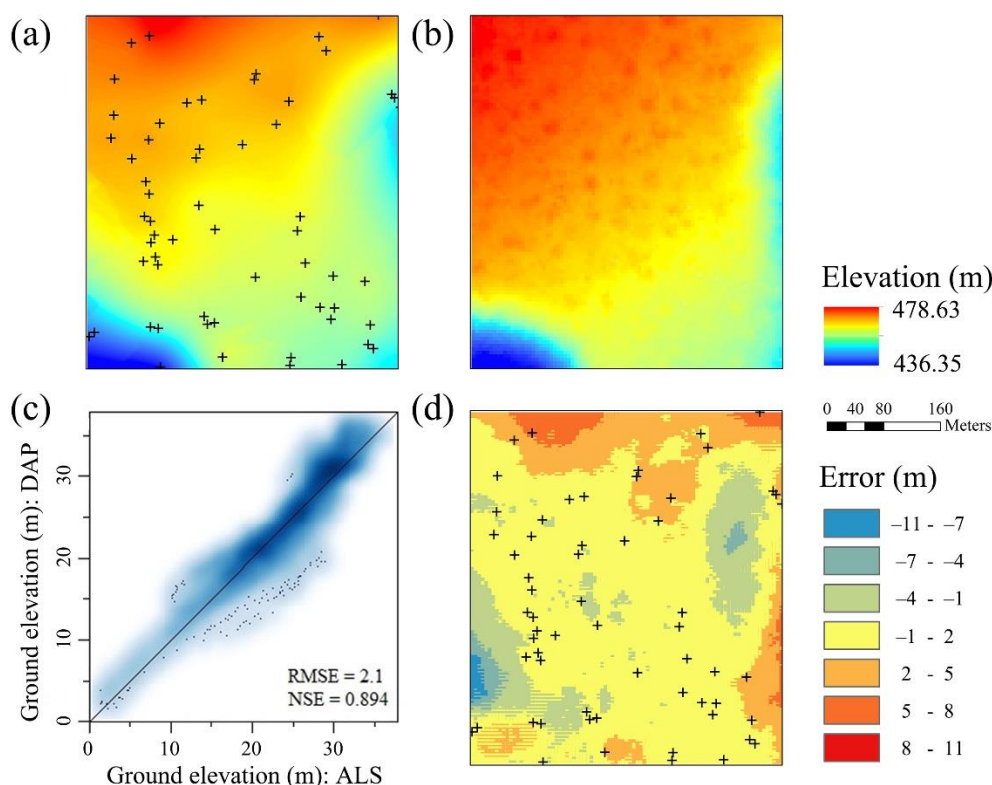 (a)
(b)
Elevation (m)
478.63
436.35
0 40 80 160
Meters
(c)
Ground elevation (m): DAP
30
20
10
0
RMSE = 2.1
NSE = 0.894
0 10 20 30
Ground elevation (m): ALS
(d)
Error (m)
–11 - –7
–7 - –4
–4 - –1
–1 - 2
2 - 5
5 - 8
8 - 11